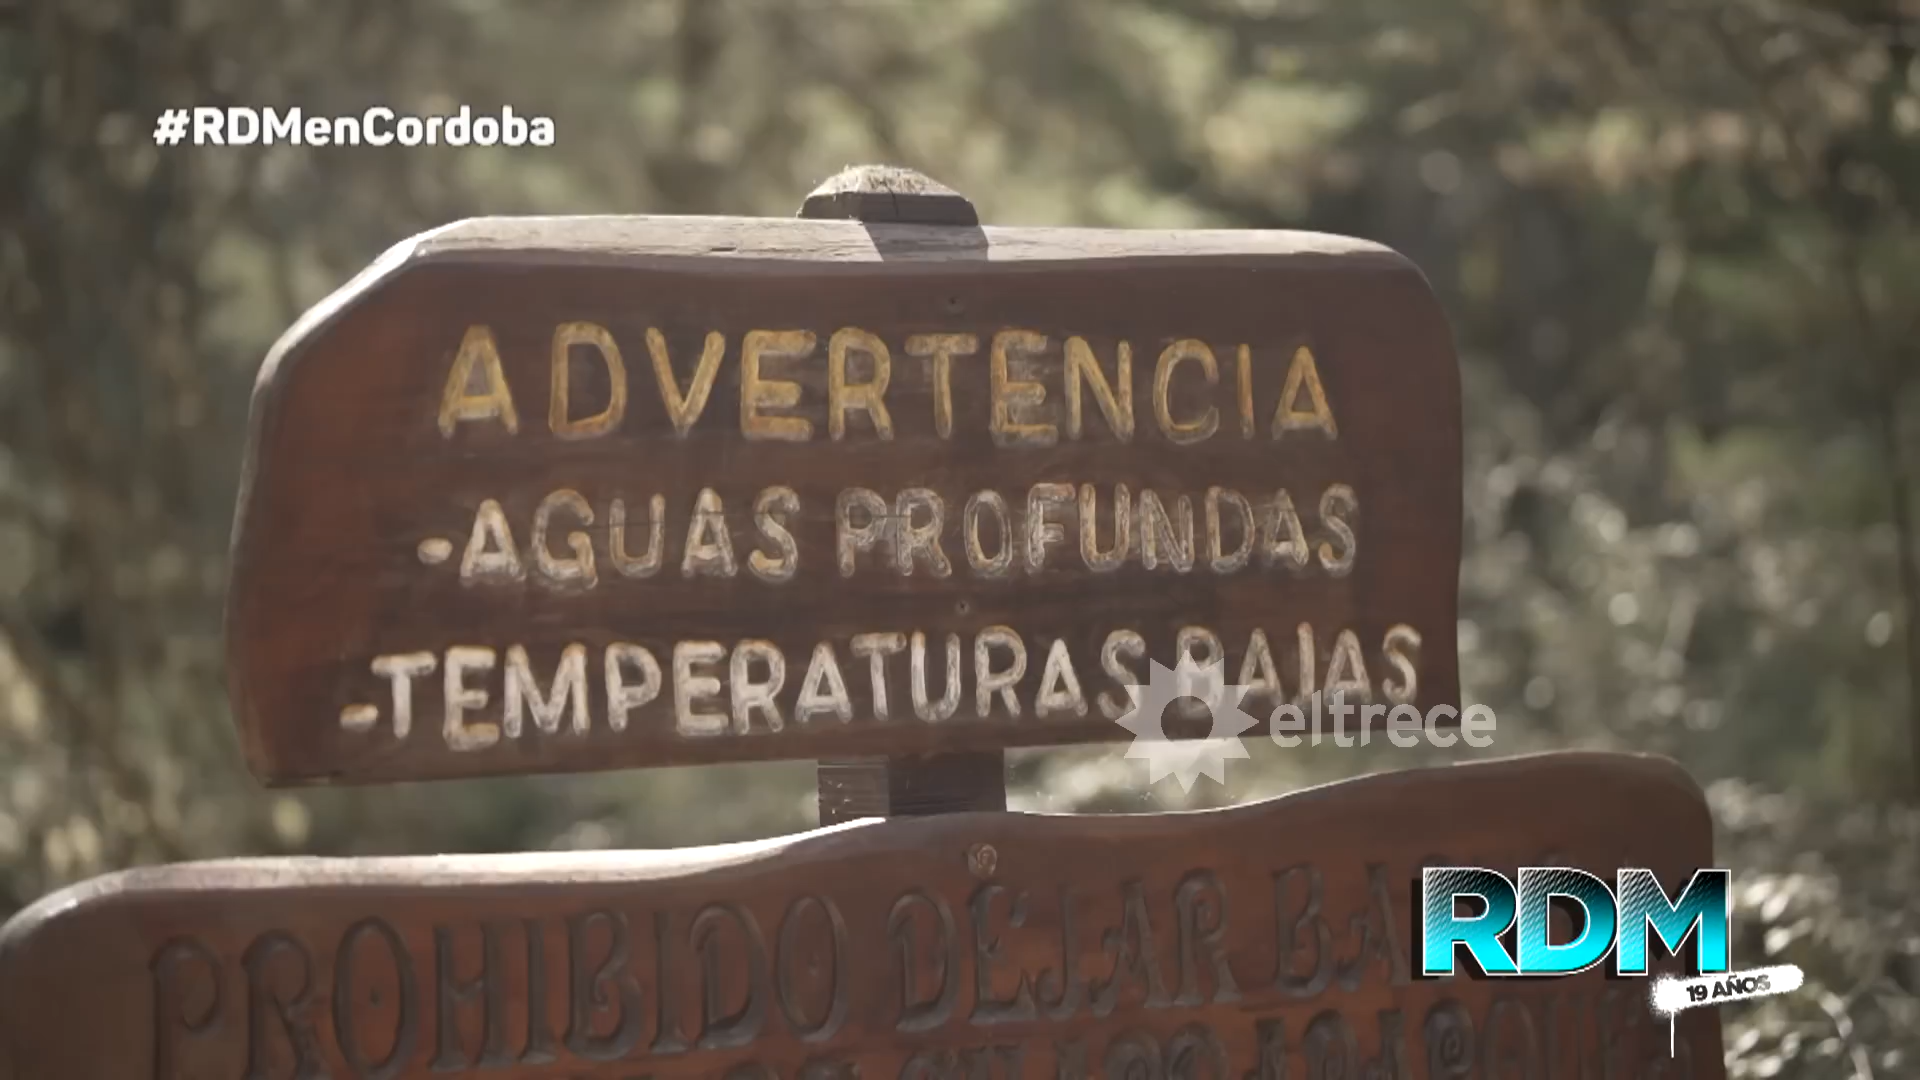 #RDMenCordoba
ADVERTENCIA
-AGUAS PROFUNDAS
-TEMPERATURAS BAJAS
eltrece
PROHIBIDO DEJAR
RDM
19 AÑOS